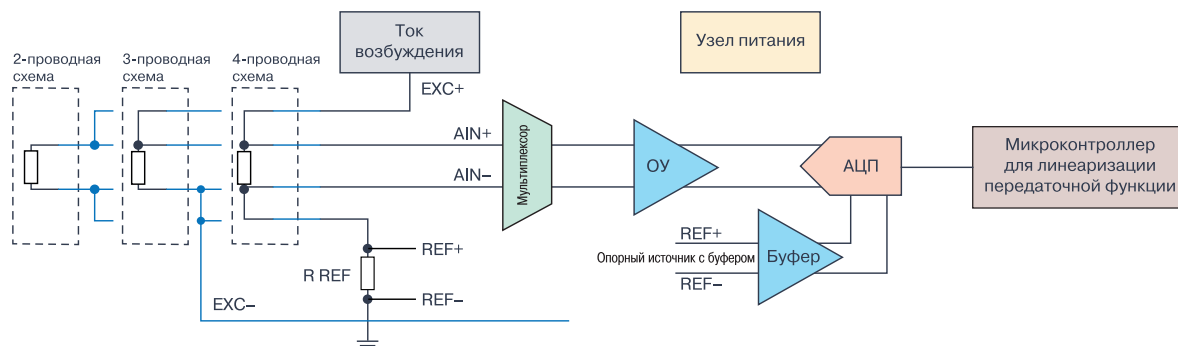 Ток
возбуждения
Узел питания
2-проводная
схема
3-проводная
схема
4-проводная
схема
EXC+
AIN+
AIN–
Мультиплексор
ОУ
АЦП
Микроконтроллер
для линеаризации
передаточной функции
REF+
Опорный источник с буфером
REF–
Буфер
REF+
R REF
REF–
EXC–